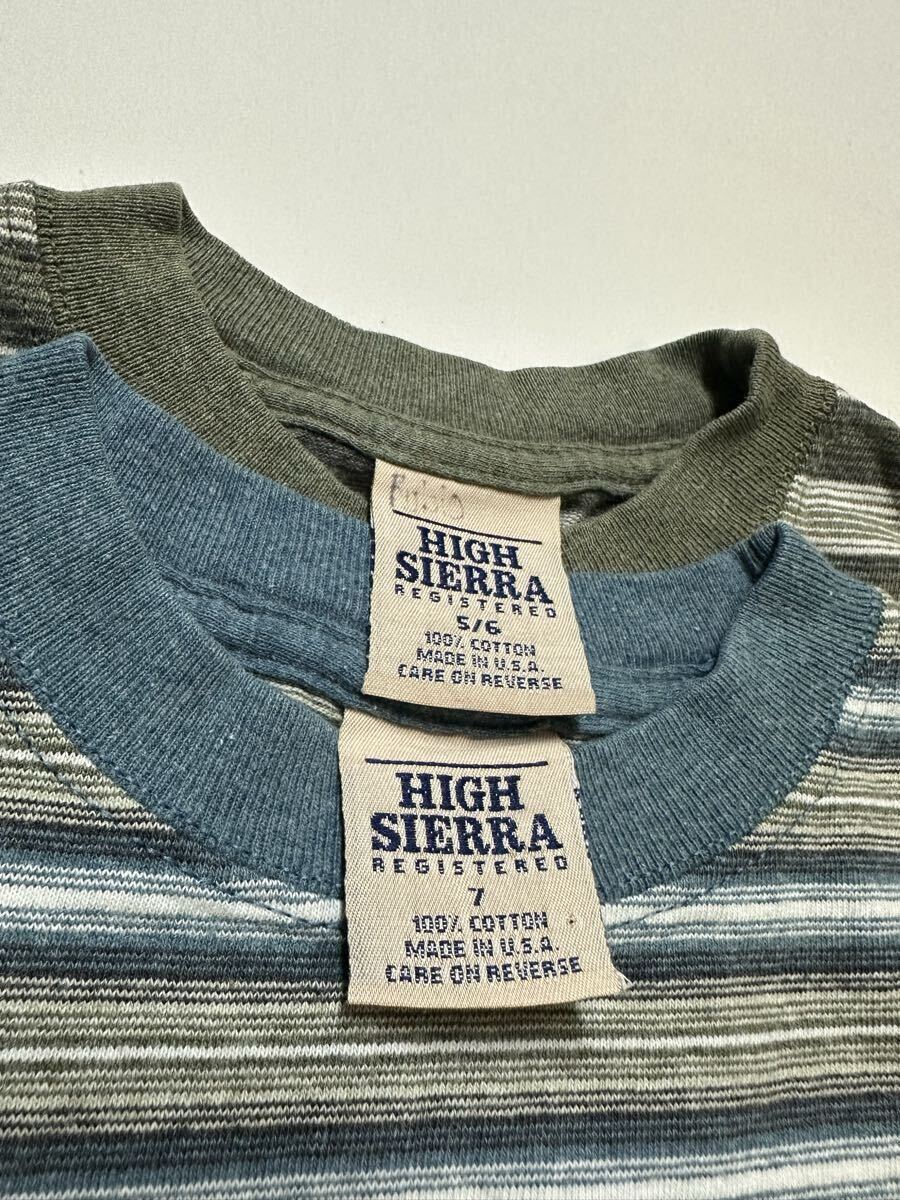 HIGH
SIERRA
REGISTERED
5/6
100% COTTON
MADE IN U.S.A.
CARE ON REVERSE
HIGH
SIERRA
REGISTERED
7
100% COTTON
MADE IN U.S.A.
CARE ON REVERSE